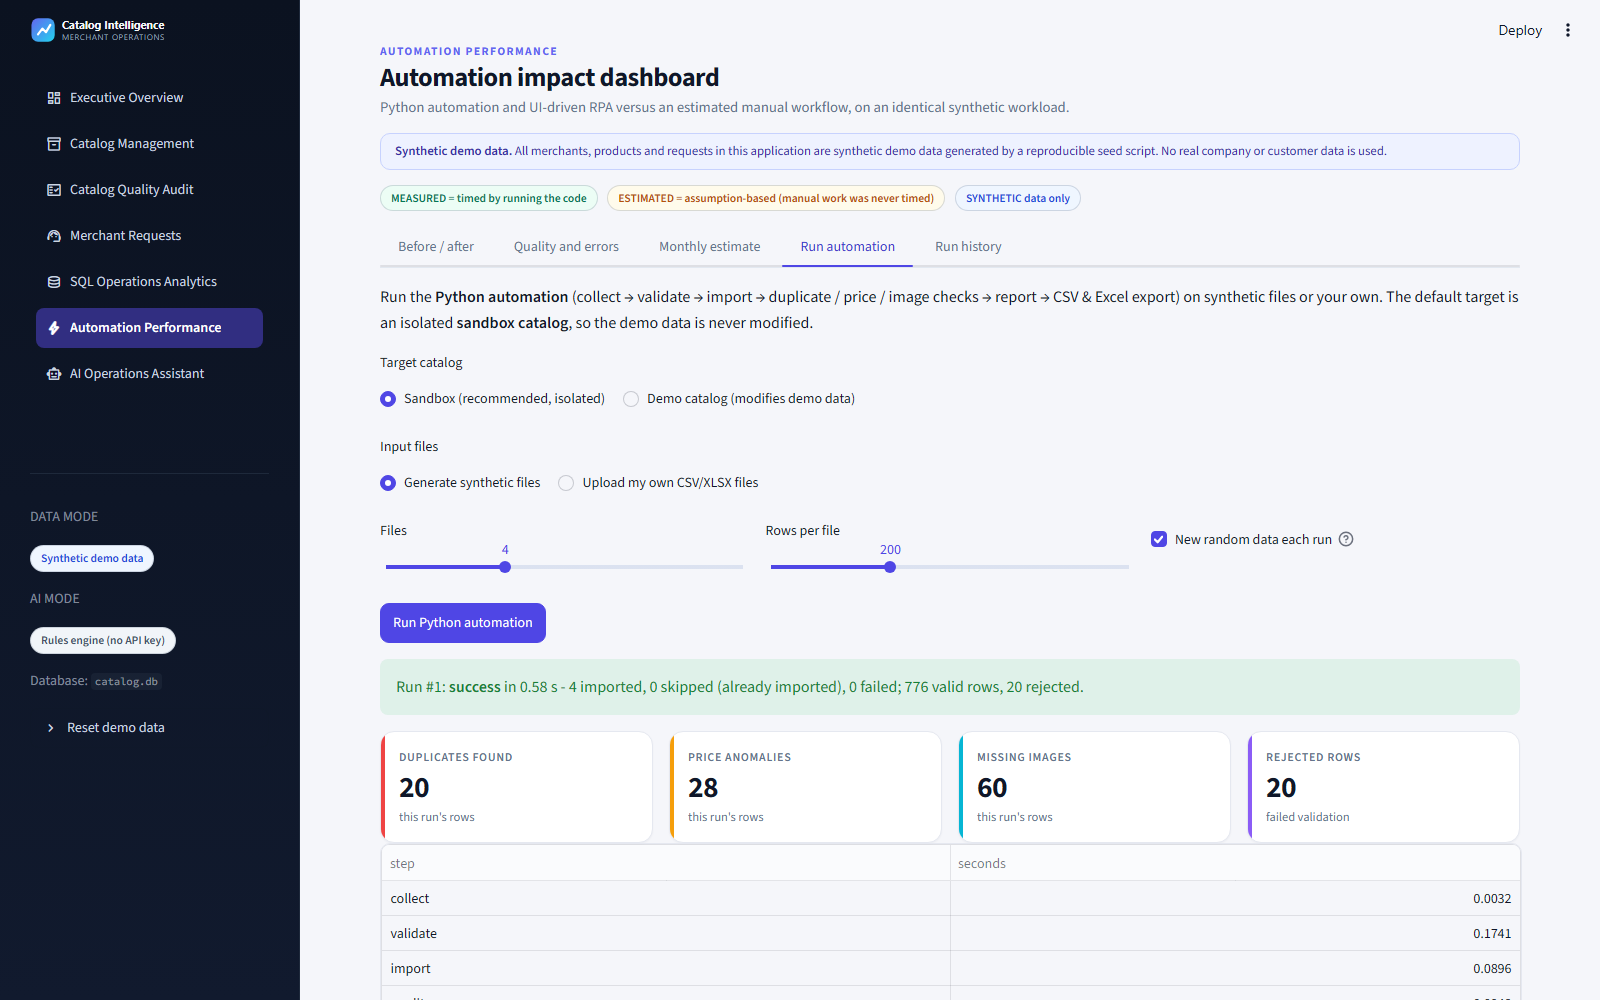 Catalog Intelligence
MERCHANT OPERATIONS
Executive Overview
Catalog Management
Catalog Quality Audit
Merchant Requests
SQL Operations Analytics
Automation Performance
AI Operations Assistant
DATA MODE
Synthetic demo data
AI MODE
Rules engine (no API key)
Database: catalog.db
Reset demo data
Deploy
AUTOMATION PERFORMANCE
Automation impact dashboard
Python automation and UI-driven RPA versus an estimated manual workflow, on an identical synthetic workload.
Synthetic demo data. All merchants, products and requests in this application are synthetic demo data generated by a reproducible seed script. No real company or customer data is used.
MEASURED = timed by running the code
ESTIMATED = assumption-based (manual work was never timed)
SYNTHETIC data only
Before / after
Quality and errors
Monthly estimate
Run automation
Run history
Run the Python automation (collect → validate → import → duplicate / price / image checks → report → CSV & Excel export) on synthetic files or your own. The default target is
an isolated sandbox catalog, so the demo data is never modified.
Target catalog
Sandbox (recommended, isolated)
Demo catalog (modifies demo data)
Input files
Generate synthetic files
Upload my own CSV/XLSX files
Files
4
Rows per file
200
New random data each run
Run Python automation
Run #1: success in 0.58 s - 4 imported, 0 skipped (already imported), 0 failed; 776 valid rows, 20 rejected.
DUPLICATES FOUND
20
this run's rows
PRICE ANOMALIES
28
this run's rows
MISSING IMAGES
60
this run's rows
REJECTED ROWS
20
failed validation
step seconds
collect 0.0032
validate 0.1741
import 0.0896